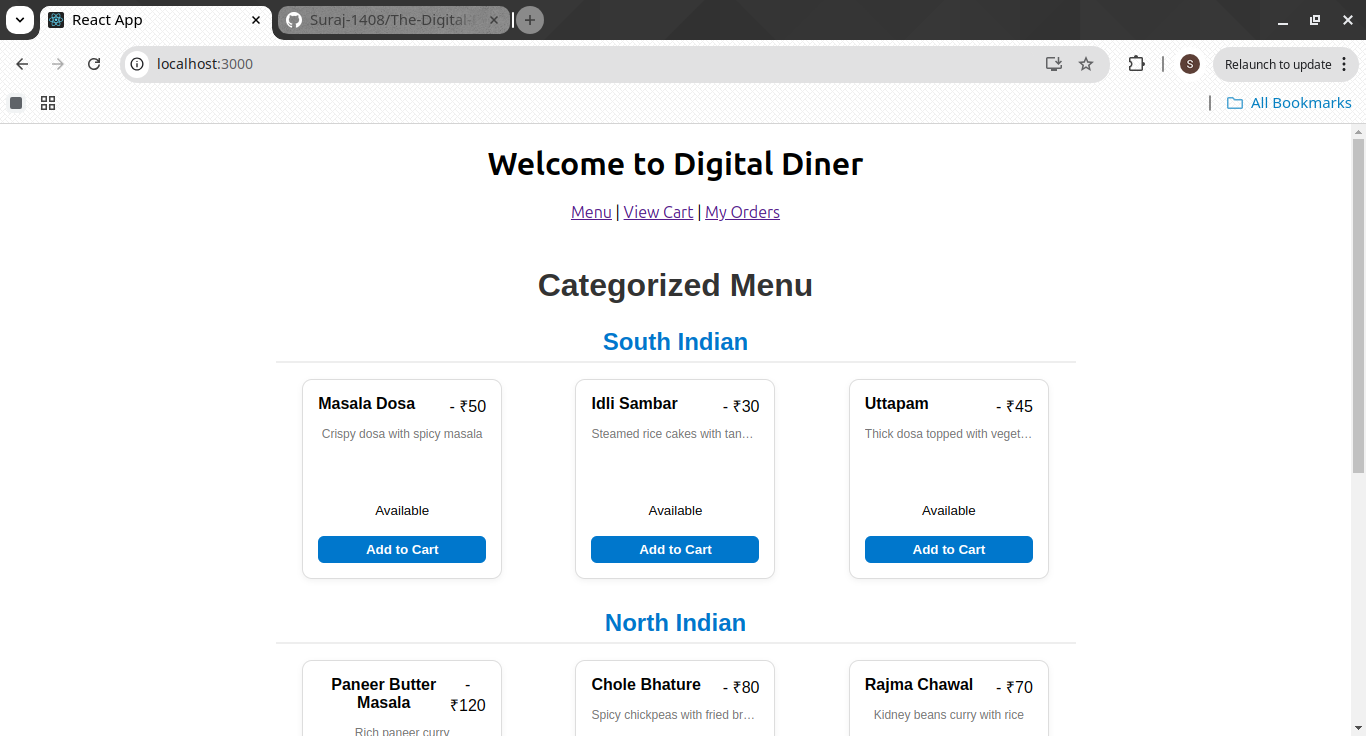 React App
Suraj-1408/The-Digital-
localhost:3000
S
Relaunch to update
All Bookmarks
Welcome to Digital Diner
Menu | View Cart | My Orders
Categorized Menu
South Indian
Masala Dosa - ₹50
Crispy dosa with spicy masala
Available
Add to Cart
Idli Sambar - ₹30
Steamed rice cakes with tan…
Available
Add to Cart
Uttapam - ₹45
Thick dosa topped with veget…
Available
Add to Cart
North Indian
Paneer Butter -
Masala ₹120
Rich paneer curry
Chole Bhature - ₹80
Spicy chickpeas with fried br…
Rajma Chawal - ₹70
Kidney beans curry with rice